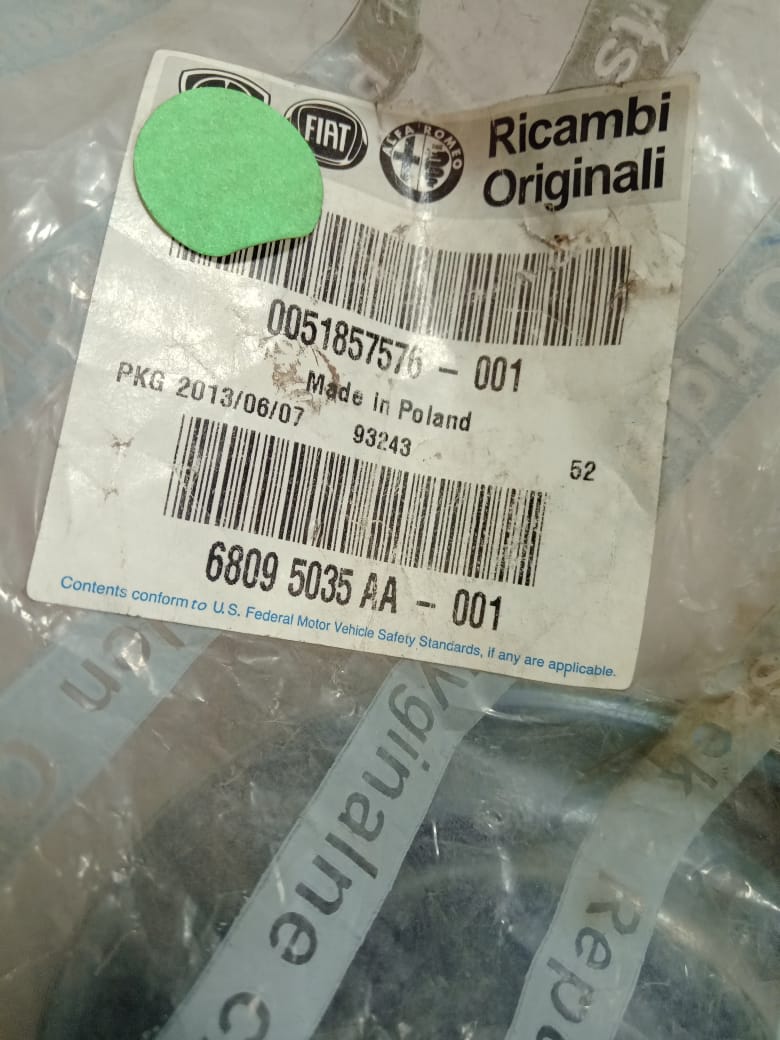 FIAT
ALFA ROMEO
Ricambi
Originali
0051857576 - 001
Made in Poland
PKG 2013/06/07
93243
52
6809 5035 AA - 001
Contents conform to U.S. Federal Motor Vehicle Safety Standards, if any are applicable.